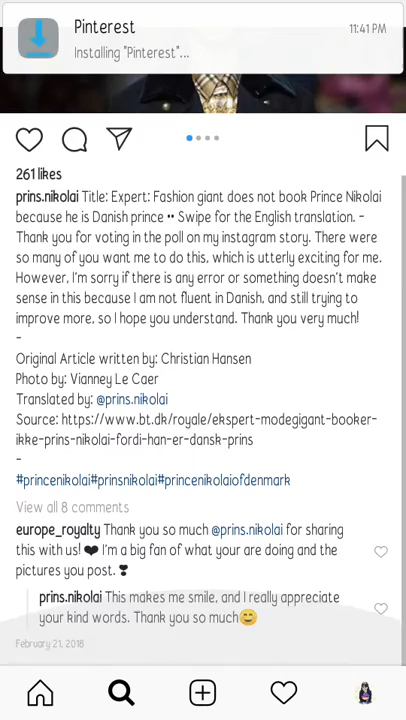 Pinterest
11:41 PM
Installing "Pinterest"...
261 likes
prins.nikolai Title: Expert: Fashion giant does not book Prince Nikolai
because he is Danish prince •• Swipe for the English translation. -
Thank you for voting in the poll on my instagram story. There were
so many of you want me to do this, which is utterly exciting for me.
However, I'm sorry if there is any error or something doesn't make
sense in this because I am not fluent in Danish, and still trying to
improve more, so I hope you understand. Thank you very much!
-
Original Article written by: Christian Hansen
Photo by: Vianney Le Caer
Translated by: @prins.nikolai
Source: https://www.bt.dk/royale/ekspert-modegigant-booker-
ikke-prins-nikolai-fordi-han-er-dansk-prins
-
#princenikolai#prinsnikolai#princenikolaiofdenmark
View all 8 comments
europe_royalty Thank you so much @prins.nikolai for sharing
this with us! ❤ I'm a big fan of what your are doing and the
pictures you post. ❣
prins.nikolai This makes me smile, and I really appreciate
your kind words. Thank you so much😊
February 21, 2018